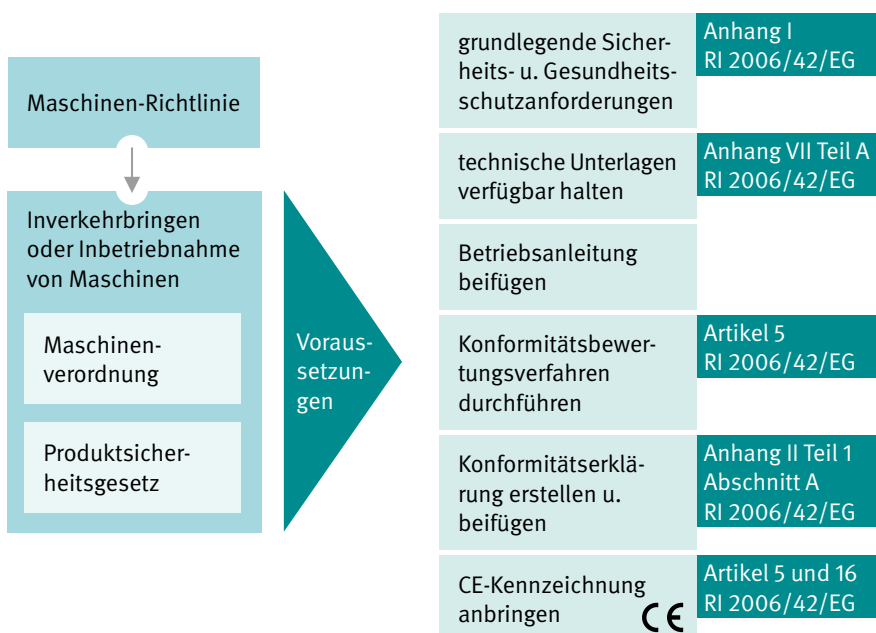 Maschinen-Richtlinie
Inverkehrbringen
oder Inbetriebnahme
von Maschinen
Maschinen-
verordnung
Produktsicher-
heitsgesetz
Voraus-
setzun-
gen
grundlegende Sicher-
heits- u. Gesundheits-
schutzanforderungen
Anhang I
RI 2006/42/EG
technische Unterlagen
verfügbar halten
Anhang VII Teil A
RI 2006/42/EG
Betriebsanleitung
beifügen
Konformitätsbewer-
tungsverfahren
durchführen
Artikel 5
RI 2006/42/EG
Konformitätserklä-
rung erstellen u.
beifügen
Anhang II Teil 1
Abschnitt A
RI 2006/42/EG
CE-Kennzeichnung
anbringen CE
Artikel 5 und 16
RI 2006/42/EG